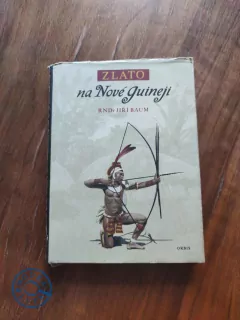 ZLATO
na Nové Guineji
RNDr JIŘÍ BAUM
ORBIS